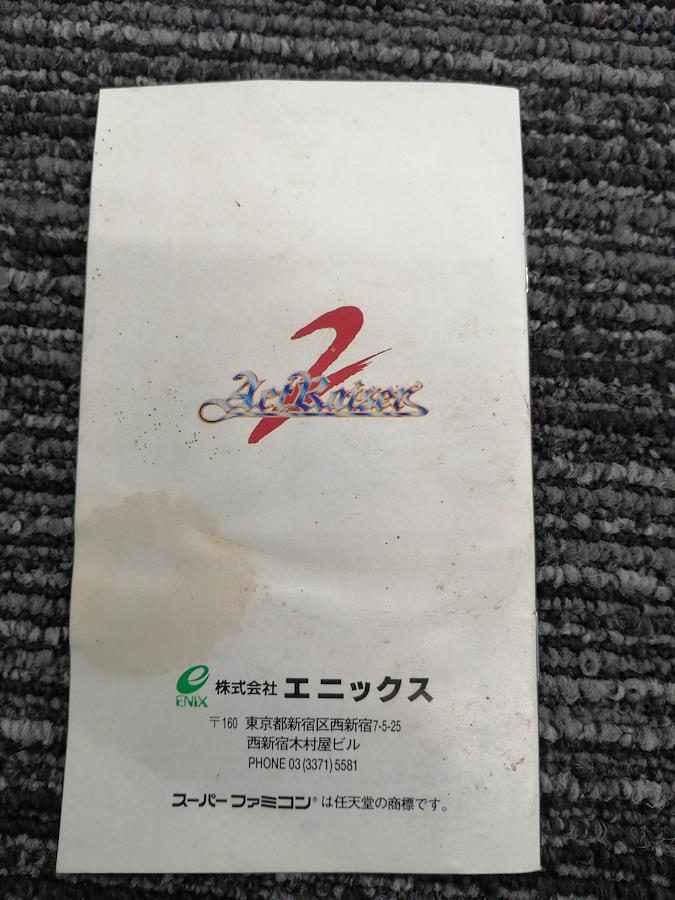 2
ActRaiser
ENIX
株式会社 エニックス
〒160 東京都新宿区西新宿7-5-25
西新宿木村屋ビル
PHONE 03(3371)5581
スーパーファミコン®は任天堂の商標です。